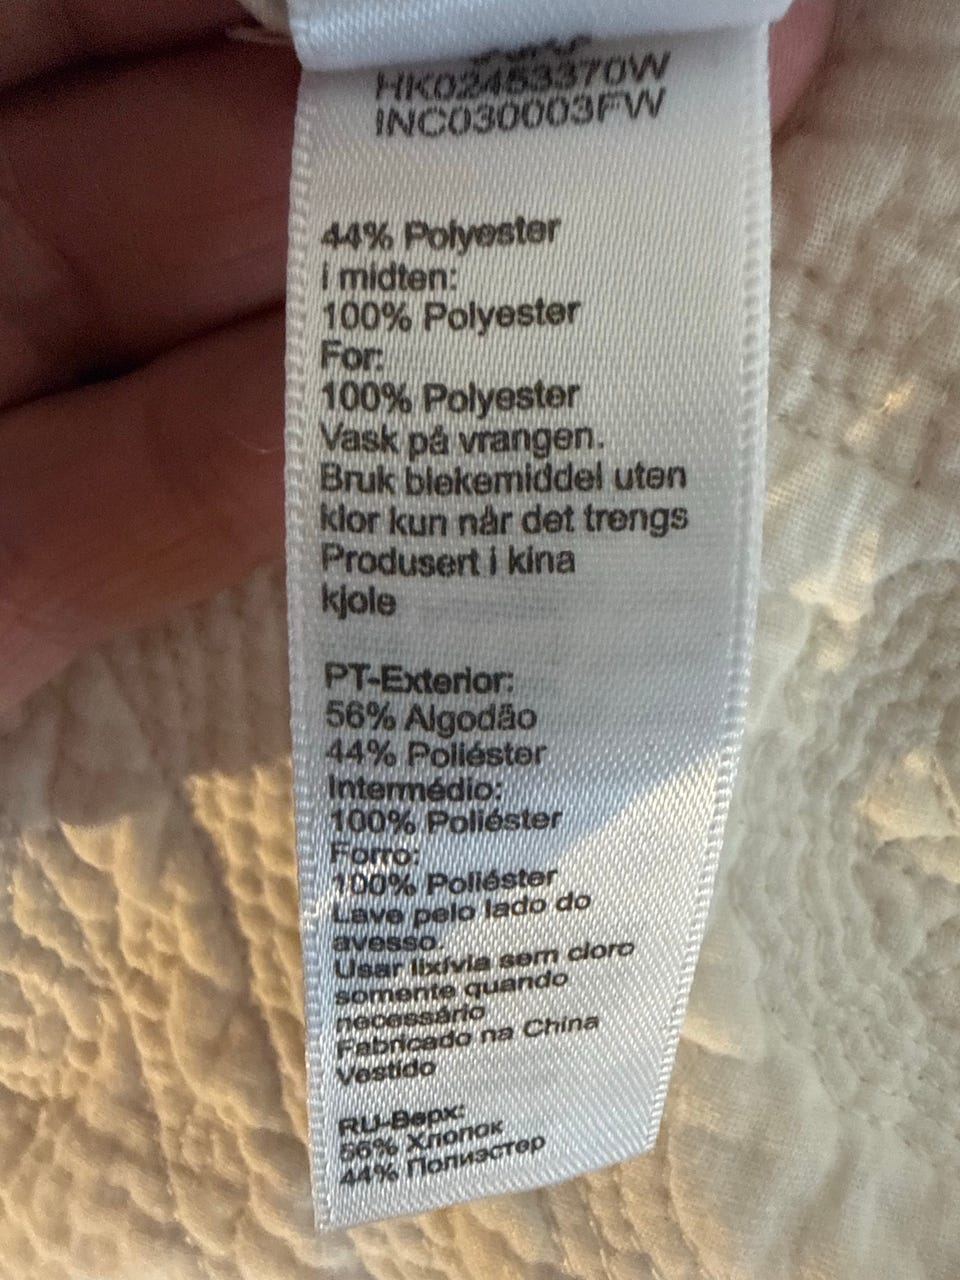 HK02453370W
INC030003FW
44% Polyester
i midten:
100% Polyester
For:
100% Polyester
Vask på vrangen.
Bruk blekemiddel uten
klor kun når det trengs
Produsert i kina
kjole
PT-Exterior:
56% Algodão
44% Poliéster
Intermédio:
100% Poliéster
Forro:
100% Poliéster
Lave pelo lado do
avesso.
Usar lixívia sem cloro
somente quando
necessário
Fabricado na China
Vestido
RU-Верх:
56% Хлопок
44% Полиэстер